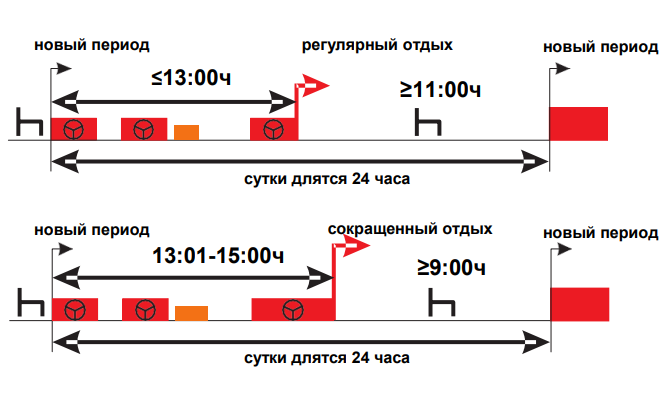 новый период
регулярный отдых
новый период
≤13:00ч
≥11:00ч
сутки длятся 24 часа
новый период
сокращенный отдых
новый период
13:01-15:00ч
≥9:00ч
сутки длятся 24 часа